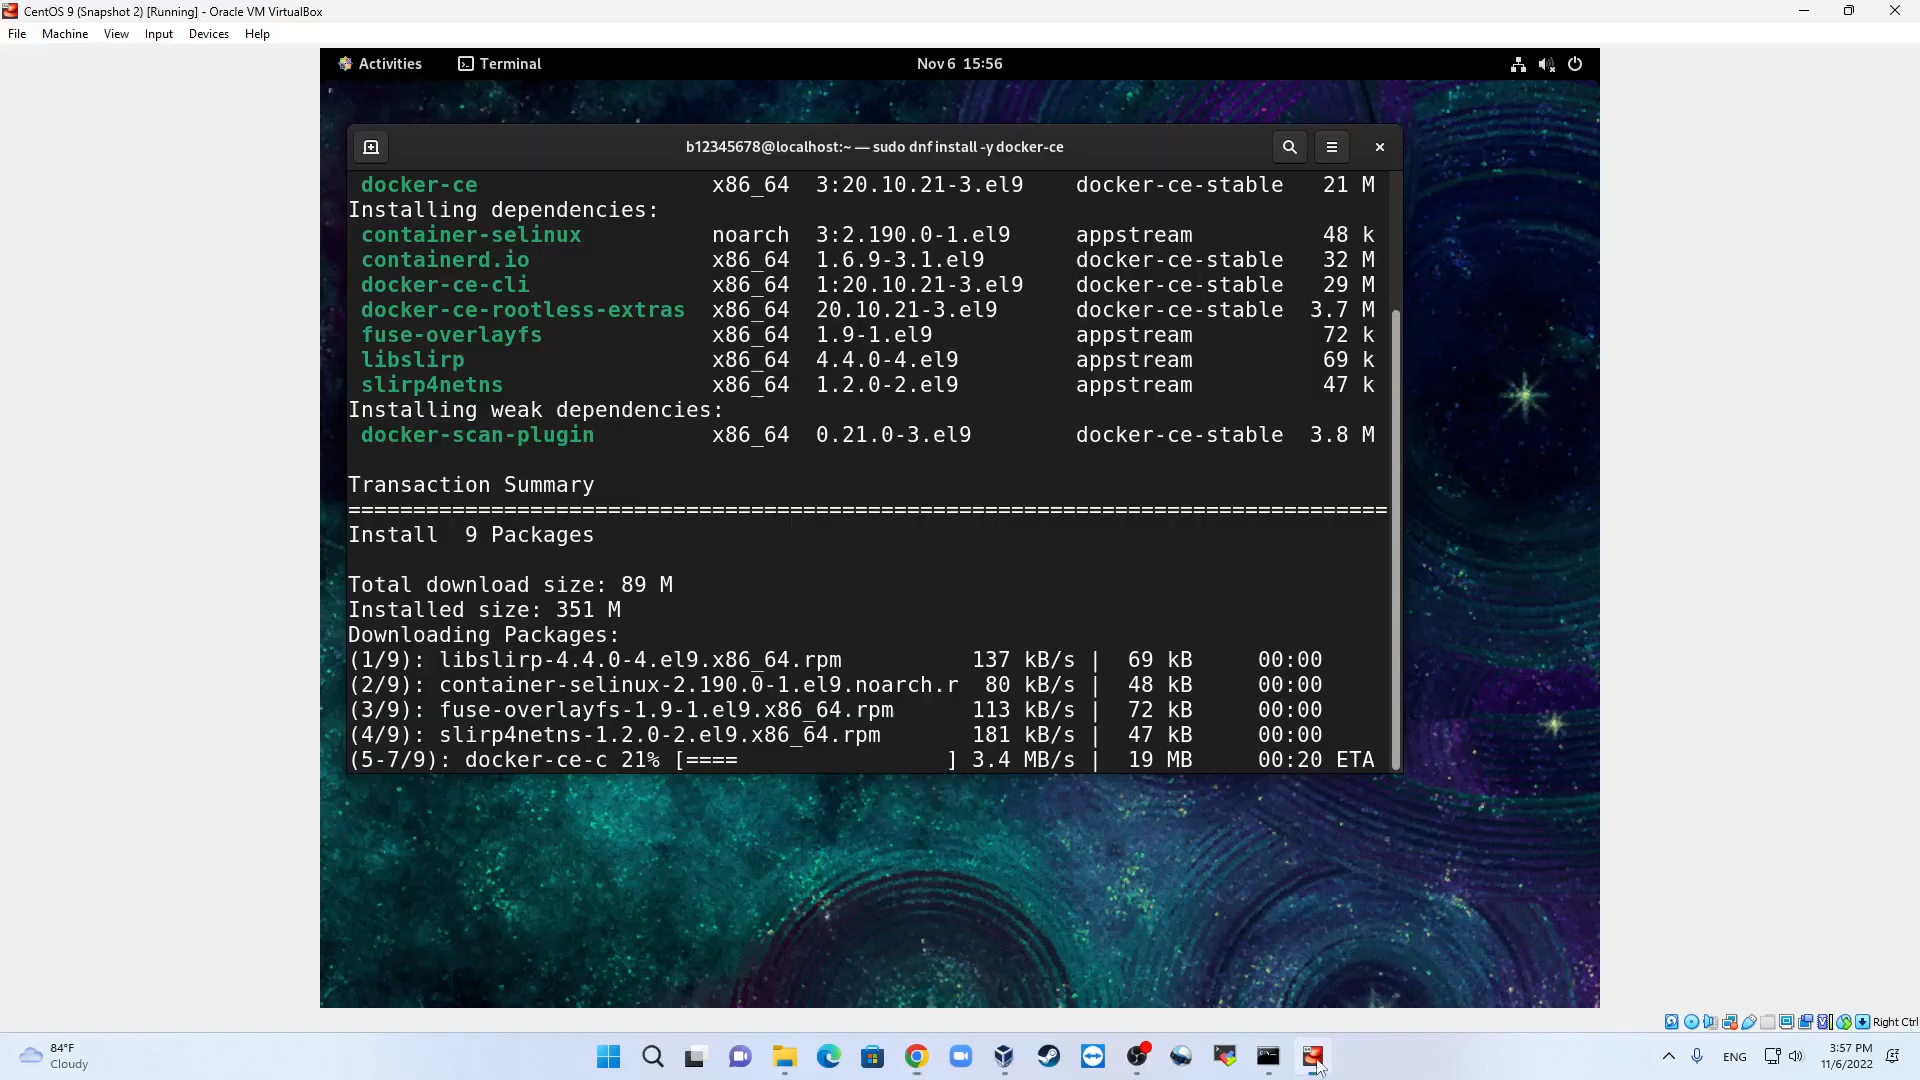 CentOS 9 (Snapshot 2) [Running] - Oracle VM VirtualBox
File Machine View Input Devices Help
Activities Terminal Nov 6 15:56
b12345678@localhost:~ — sudo dnf install -y docker-ce
docker-ce x86_64 3:20.10.21-3.el9 docker-ce-stable 21 M
Installing dependencies:
container-selinux noarch 3:2.190.0-1.el9 appstream 48 k
containerd.io x86_64 1.6.9-3.1.el9 docker-ce-stable 32 M
docker-ce-cli x86_64 1:20.10.21-3.el9 docker-ce-stable 29 M
docker-ce-rootless-extras x86_64 20.10.21-3.el9 docker-ce-stable 3.7 M
fuse-overlayfs x86_64 1.9-1.el9 appstream 72 k
libslirp x86_64 4.4.0-4.el9 appstream 69 k
slirp4netns x86_64 1.2.0-2.el9 appstream 47 k
Installing weak dependencies:
docker-scan-plugin x86_64 0.21.0-3.el9 docker-ce-stable 3.8 M
Transaction Summary
================================================================================
Install 9 Packages
Total download size: 89 M
Installed size: 351 M
Downloading Packages:
(1/9): libslirp-4.4.0-4.el9.x86_64.rpm 137 kB/s | 69 kB 00:00
(2/9): container-selinux-2.190.0-1.el9.noarch.r 80 kB/s | 48 kB 00:00
(3/9): fuse-overlayfs-1.9-1.el9.x86_64.rpm 113 kB/s | 72 kB 00:00
(4/9): slirp4netns-1.2.0-2.el9.x86_64.rpm 181 kB/s | 47 kB 00:00
(5-7/9): docker-ce-c 21% [==== ] 3.4 MB/s | 19 MB 00:20 ETA
Right Ctrl
84°F
Cloudy
ENG
3:57 PM
11/6/2022